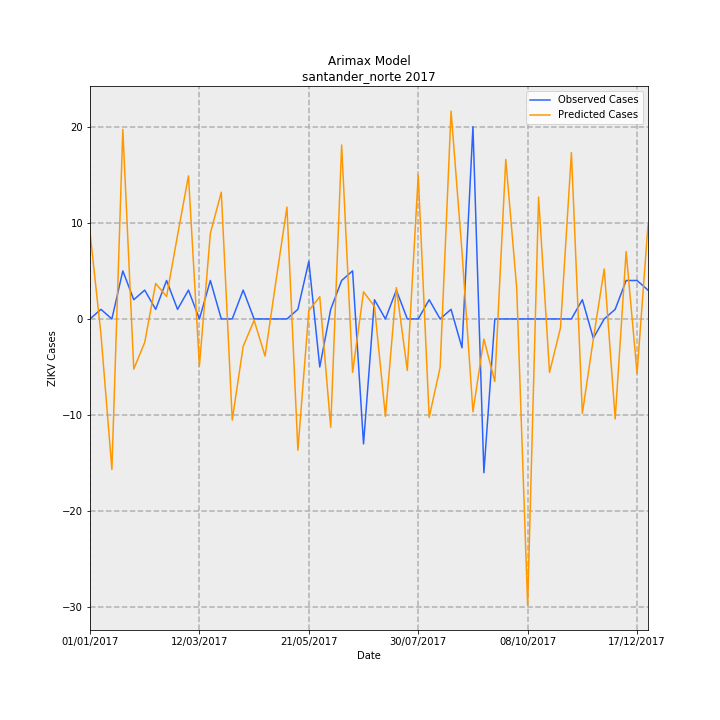 Arimax Model
santander_norte 2017
Observed Cases
Predicted Cases
20
10
0
−10
−20
−30
ZIKV Cases
01/01/2017 12/03/2017 21/05/2017 30/07/2017 08/10/2017 17/12/2017
Date